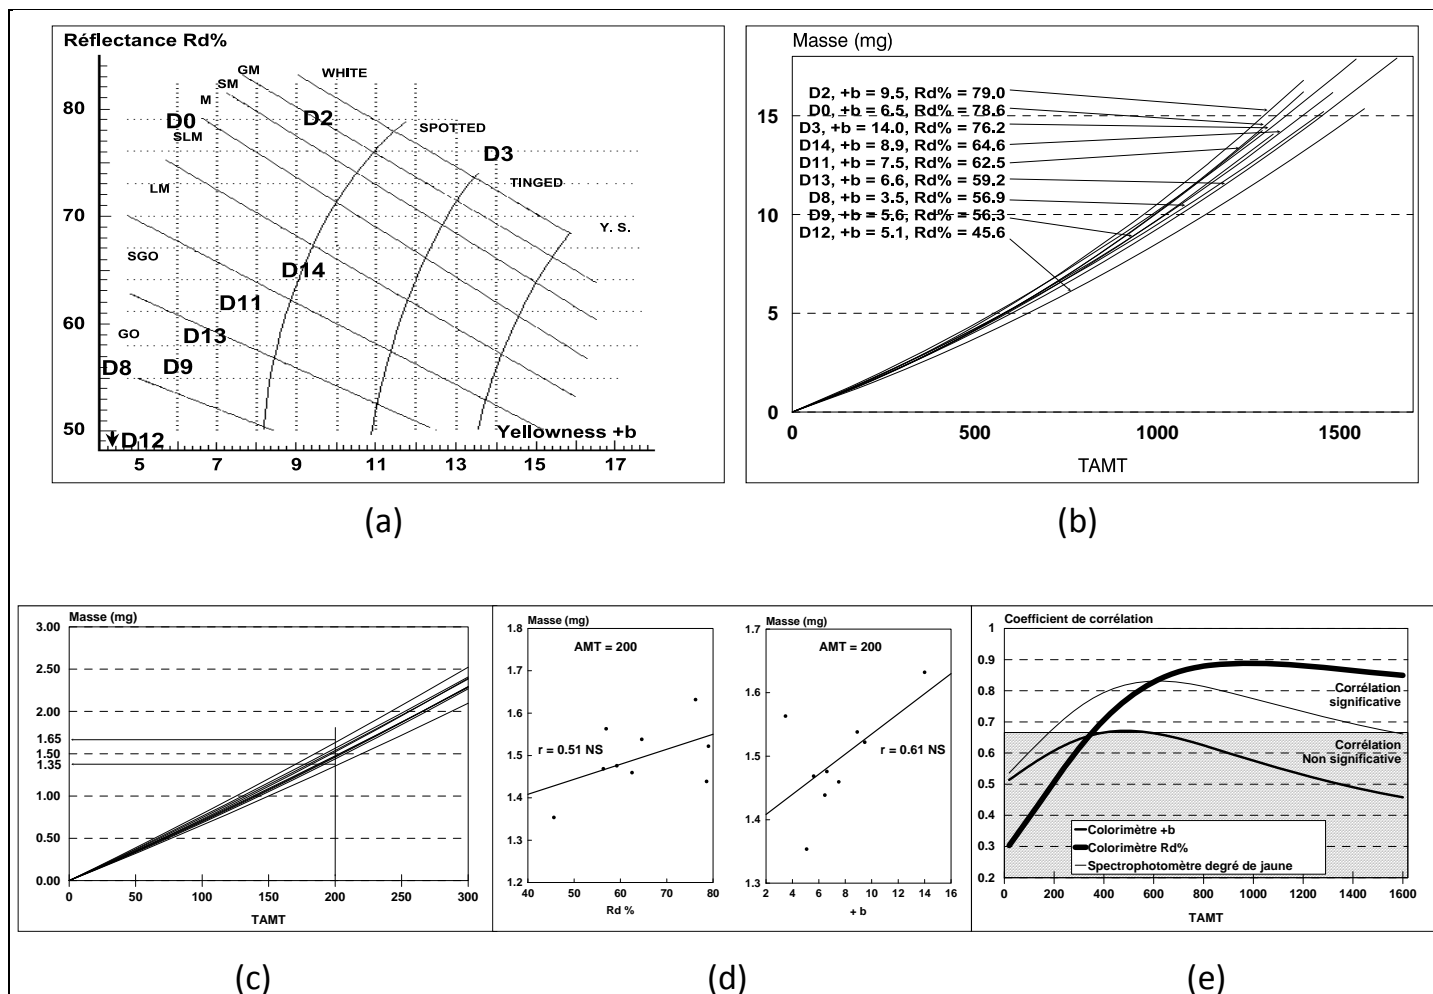 Réflectance Rd%
80
70
60
50
GM
SM
M
WHITE
D0
D2
SLM
SPOTTED
D3
LM
TINGED
Y. S.
SGO
D14
D11
GO
D13
D8
D9
D12
Yellowness +b
5 7 9 11 13 15 17
(a)
Masse (mg)
15
10
5
0
D2, +b = 9.5, Rd% = 79.0
D0, +b = 6.5, Rd% = 78.6
D3, +b = 14.0, Rd% = 76.2
D14, +b = 8.9, Rd% = 64.6
D11, +b = 7.5, Rd% = 62.5
D13, +b = 6.6, Rd% = 59.2
D8, +b = 3.5, Rd% = 56.9
D9, +b = 5.6, Rd% = 56.3
D12, +b = 5.1, Rd% = 45.6
0 500 1000 1500
TAMT
(b)
Masse (mg)
3.00
2.50
2.00
1.65
1.50
1.35
1.00
0.50
0.00
0 50 100 150 200 250 300
TAMT
(c)
Masse (mg)
1.8
1.7
1.6
1.5
1.4
1.3
1.2
AMT = 200
r = 0.51 NS
40 50 60 70 80
Rd %
Masse (mg)
1.7
1.6
1.5
1.4
1.3
AMT = 200
r = 0.61 NS
2 4 6 8 10 12 14 16
+ b
(d)
Coefficient de corrélation
1
0.9
0.8
0.7
0.6
0.5
0.4
0.3
0.2
Corrélation
significative
Corrélation
Non significative
Colorimètre +b
Colorimètre Rd%
Spectrophotomètre degré de jaune
0 200 400 600 800 1000 1200 1400 1600
TAMT
(e)